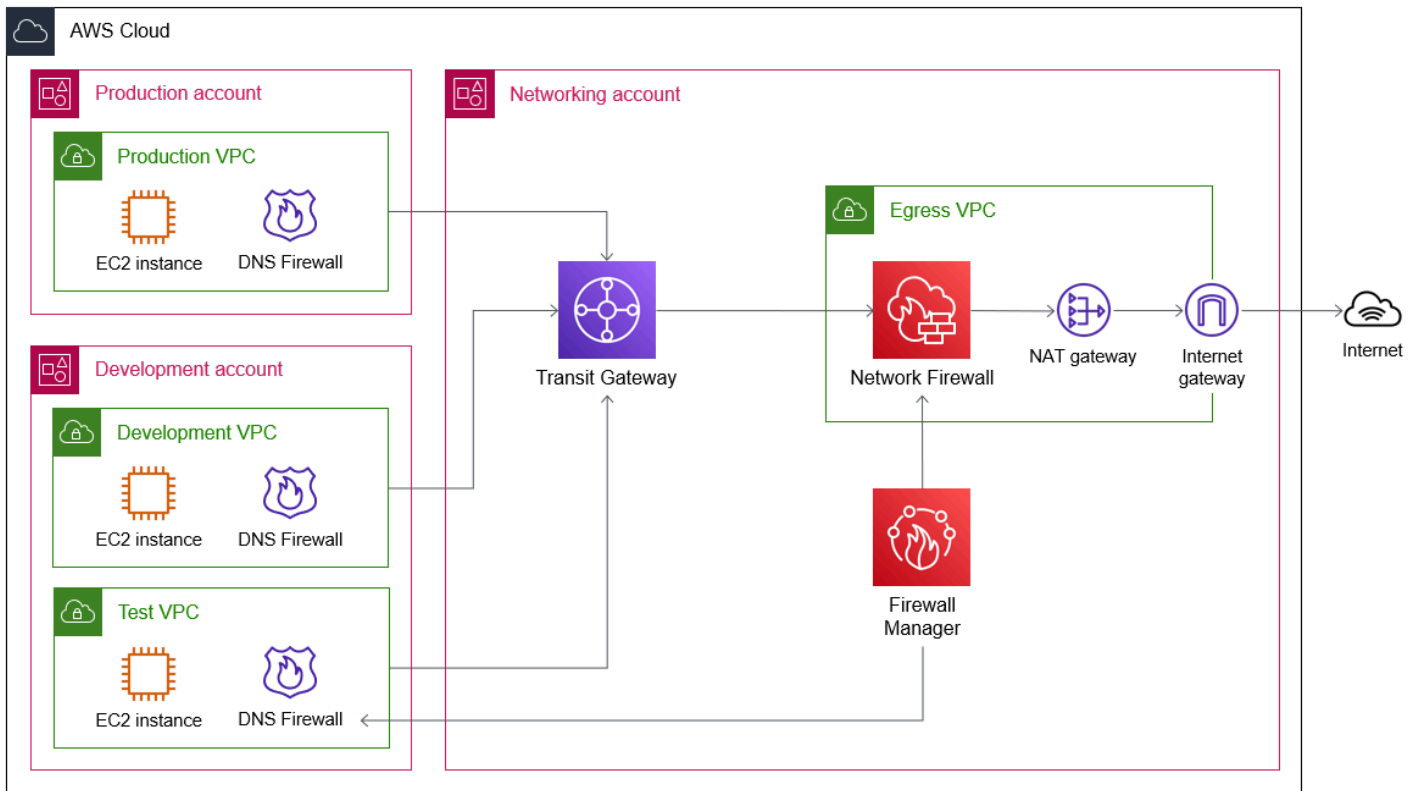 AWS Cloud
Production account
Production VPC
EC2 instance
DNS Firewall
Development account
Development VPC
EC2 instance
DNS Firewall
Test VPC
EC2 instance
DNS Firewall
Networking account
Transit Gateway
Egress VPC
Network Firewall
NAT gateway
Internet
gateway
Firewall
Manager
Internet